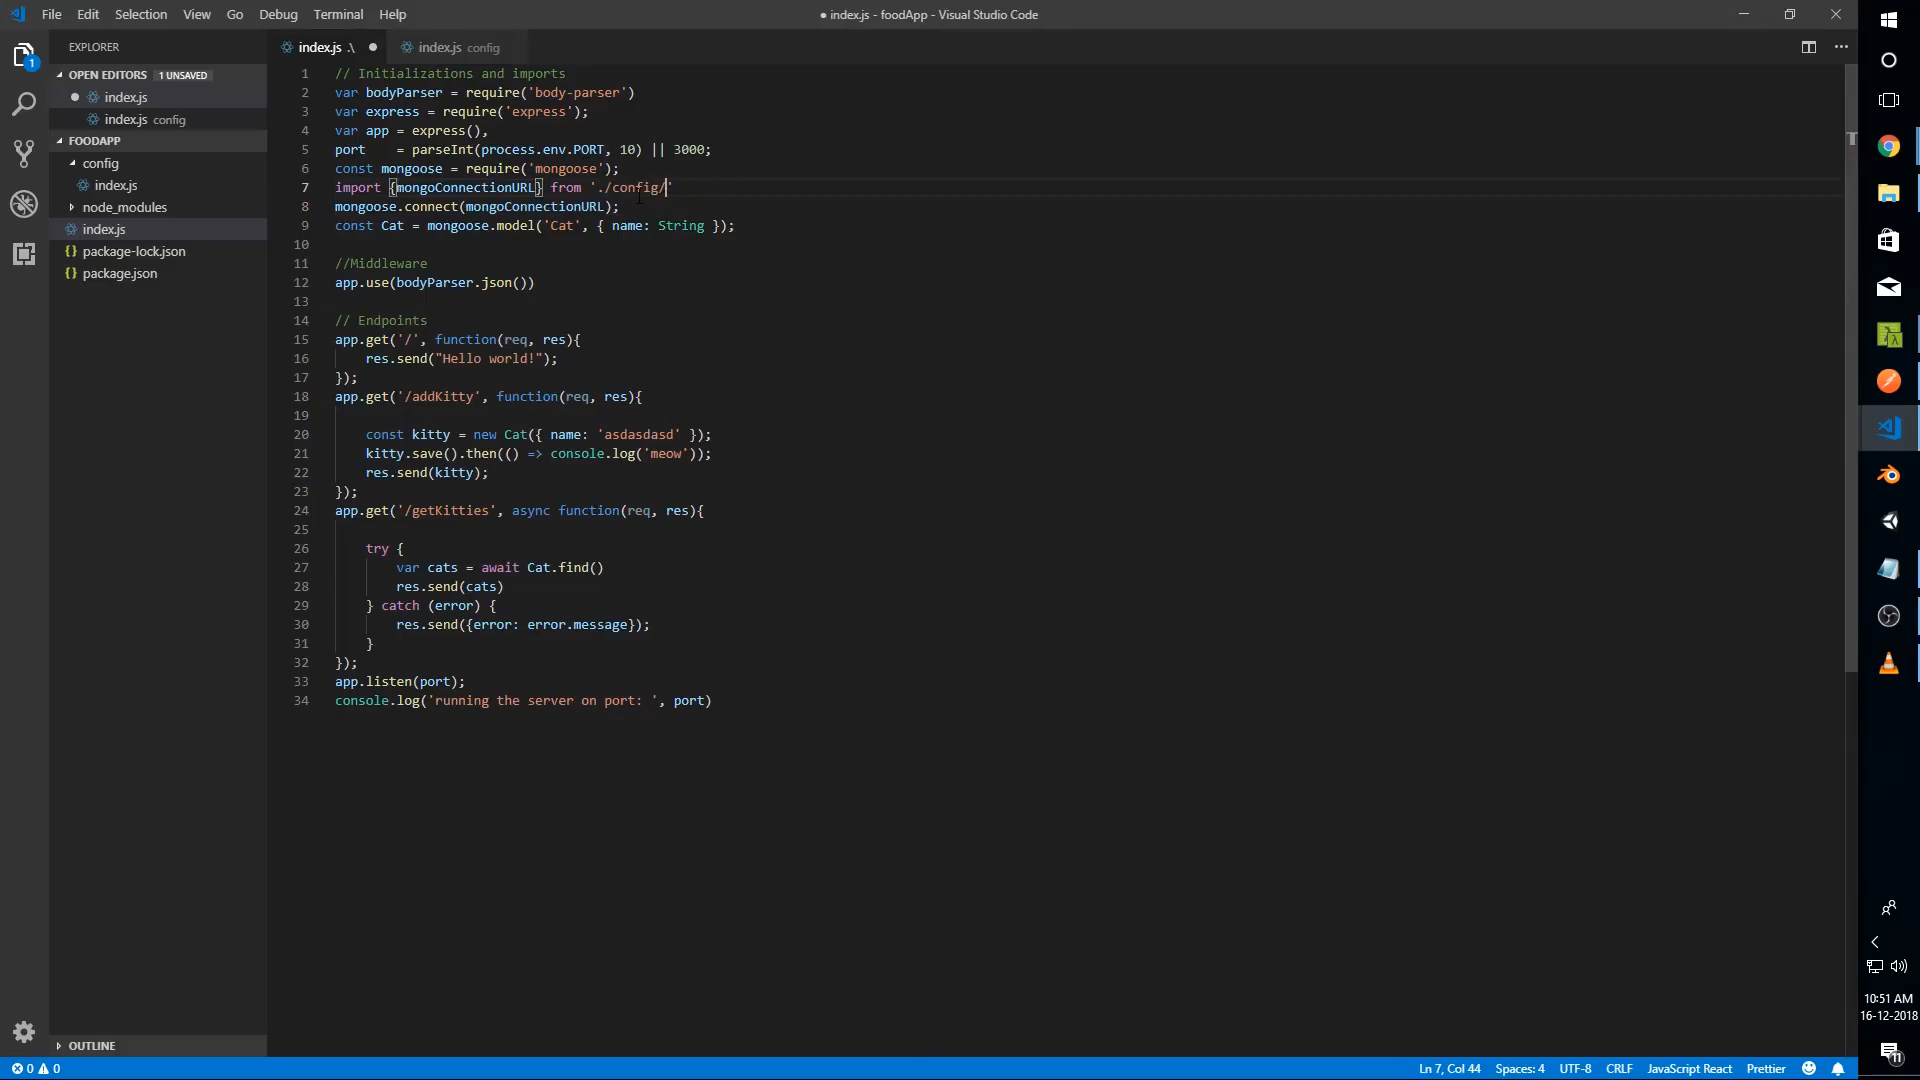 File Edit Selection View Go Debug Terminal Help
● index.js - foodApp - Visual Studio Code
EXPLORER
OPEN EDITORS 1 UNSAVED
index.js
index.js config
FOODAPP
config
index.js
node_modules
index.js
{} package-lock.json
{} package.json
OUTLINE
index.js .\
index.js config
1 // Initializations and imports
2 var bodyParser = require('body-parser')
3 var express = require('express');
4 var app = express(),
5 port    = parseInt(process.env.PORT, 10) || 3000;
6 const mongoose = require('mongoose');
7 import {mongoConnectionURL} from './config/'
8 mongoose.connect(mongoConnectionURL);
9 const Cat = mongoose.model('Cat', { name: String });
10
11 //Middleware
12 app.use(bodyParser.json())
13
14 // Endpoints
15 app.get('/', function(req, res){
16     res.send("Hello world!");
17 });
18 app.get('/addKitty', function(req, res){
19
20     const kitty = new Cat({ name: 'asdasdasd' });
21     kitty.save().then(() => console.log('meow'));
22     res.send(kitty);
23 });
24 app.get('/getKitties', async function(req, res){
25
26     try {
27         var cats = await Cat.find()
28         res.send(cats)
29     } catch (error) {
30         res.send({error: error.message});
31     }
32 });
33 app.listen(port);
34 console.log('running the server on port: ', port)
1
0 0
Ln 7, Col 44 Spaces: 4 UTF-8 CRLF JavaScript React Prettier
10:51 AM
16-12-2018
11